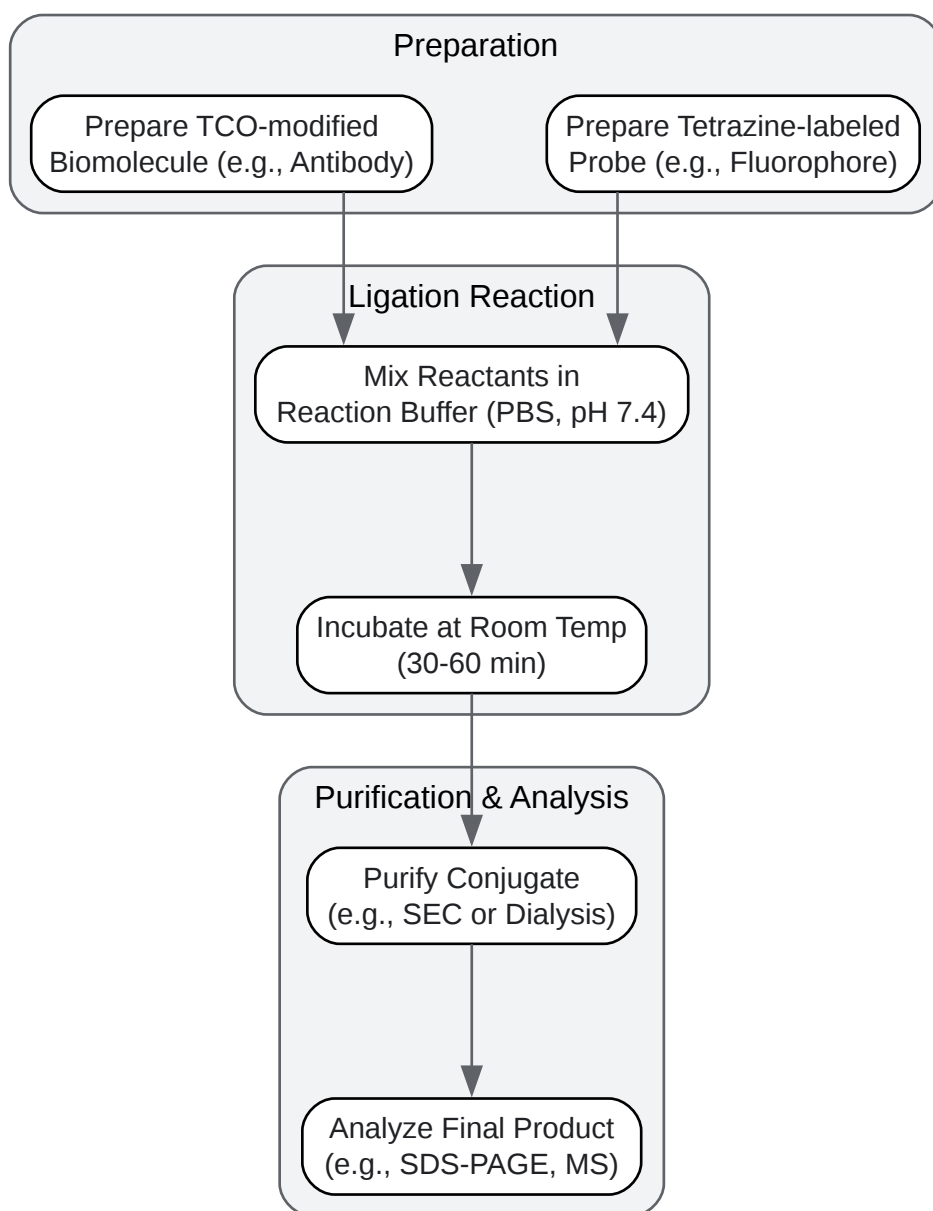 Preparation
Prepare TCO-modified
Biomolecule (e.g., Antibody)
Prepare Tetrazine-labeled
Probe (e.g., Fluorophore)
Ligation Reaction
Mix Reactants in
Reaction Buffer (PBS, pH 7.4)
Incubate at Room Temp
(30-60 min)
Purification & Analysis
Purify Conjugate
(e.g., SEC or Dialysis)
Analyze Final Product
(e.g., SDS-PAGE, MS)